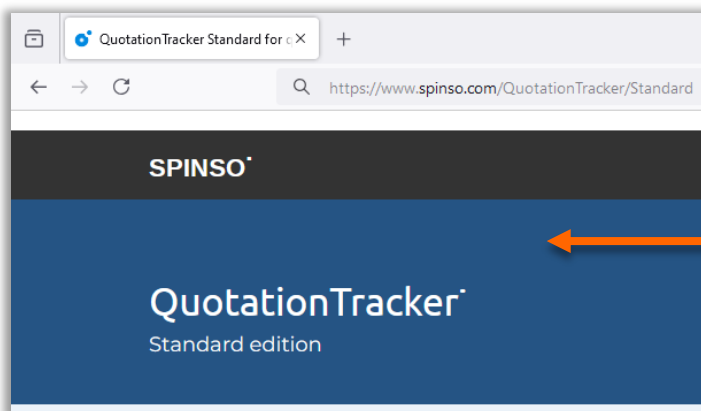 QuotationTracker Standard for
https://www.spinso.com/QuotationTracker/Standard
SPINSO
QuotationTracker
Standard edition